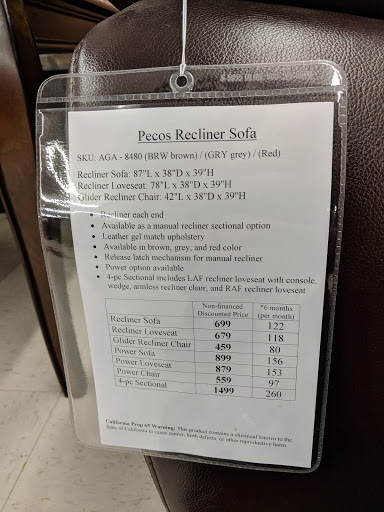 Pecos Recliner Sofa
SKU: AGA - 8480 (BRW brown) / (GRY grey) / (Red)
Recliner Sofa: 87"L x 38"D x 39"H
Recliner Loveseat: 78"L x 38"D x 39"H
Glider Recliner Chair: 42"L x 38"D x 39"H
• Recliner each end
• Available as a manual recliner sectional option
• Leather gel match upholstery
• Available in brown, grey, and red color
• Release latch mechanism for manual recliner
• Power option available
• 4-pc Sectional includes LAF recliner loveseat with console,
wedge, armless recliner chair, and RAF recliner loveseat
Non-financed Discounted Price *6 months (per month)
Recliner Sofa 699 122
Recliner Loveseat 679 118
Glider Recliner Chair 459 80
Power Sofa 899 156
Power Loveseat 879 153
Power Chair 559 97
4-pc Sectional 1499 260
California Prop 65 Warning: This product contains a chemical known to the
State of California to cause cancer, birth defects, or other reproductive harm.